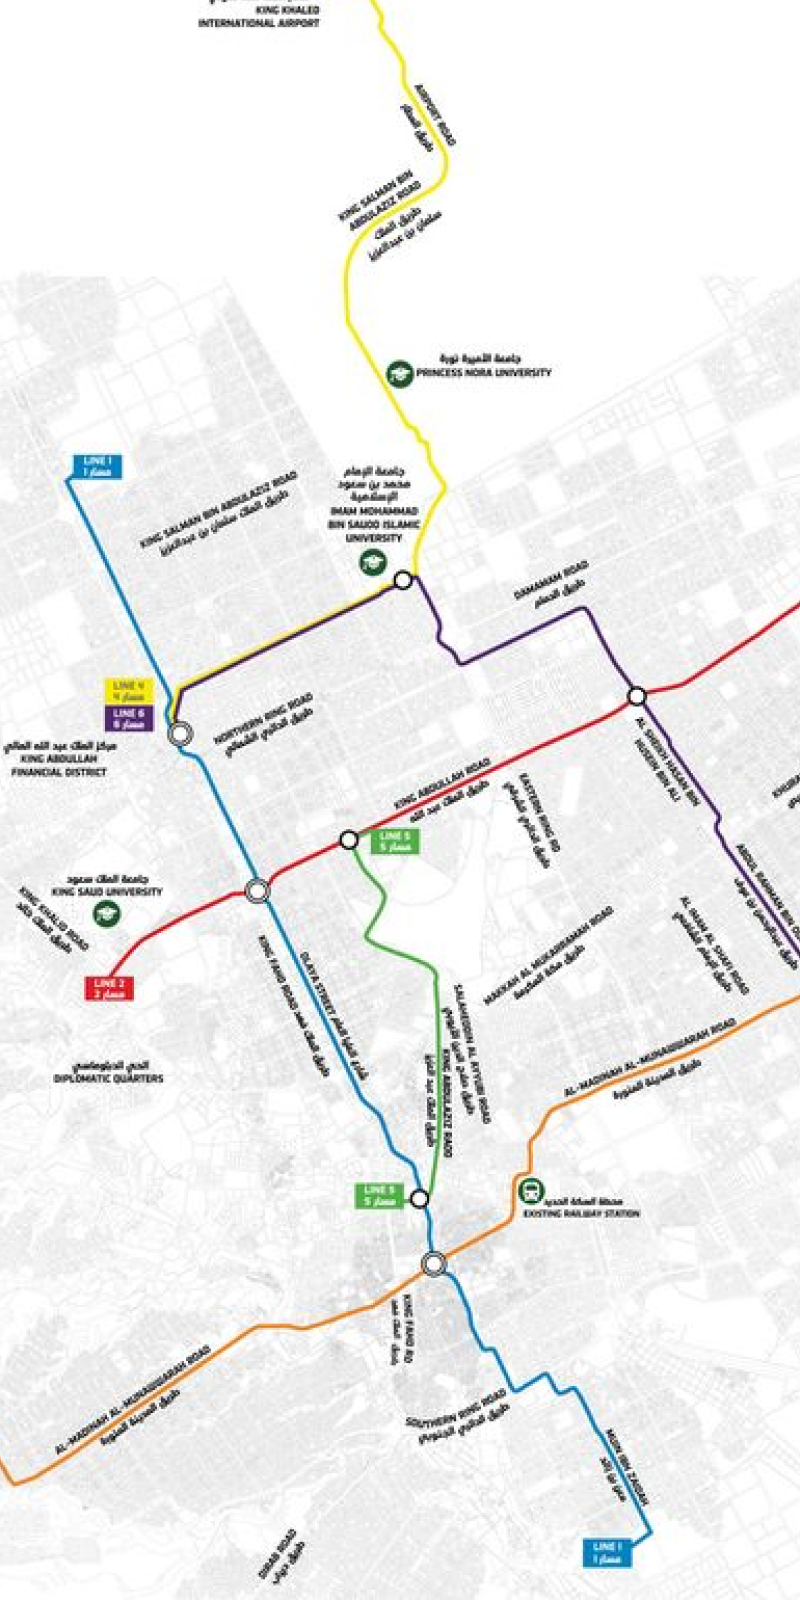 KING KHALED
INTERNATIONAL AIRPORT
AIRPORT ROAD
طريق المطار
KING SALMAN BIN
ABDULAZIZ ROAD
طريق الملك
سلمان بن عبدالعزيز
جامعة الأميرة نورة
PRINCESS NORA UNIVERSITY
LINE 1
مسار 1
KING SALMAN BIN ABDULAZIZ ROAD
طريق الملك سلمان بن عبدالعزيز
جامعة الإمام
محمد بن سعود
الإسلامية
IMAM MOHAMMAD
BIN SAUOD ISLAMIC
UNIVERSITY
DAMAMAM ROAD
طريق الدمام
LINE 4
مسار 4
LINE 6
مسار 6
NORTHERN RING ROAD
طريق الدائري الشمالي
مركز الملك عبد الله المالي
KING ABDULLAH
FINANCIAL DISTRICT
AL SHEIKH HASAN BIN
HUSEIN BIN ALI
KING ABDULLAH ROAD
طريق الملك عبد الله
EASTERN RING RD
طريق الدائري الشرقي
LINE 5
مسار 5
ABDUL RAHMAN BIN
طريق عبدالرحمن بن عوف
جامعة الملك سعود
KING SAUD UNIVERSITY
KING KHALID ROAD
طريق الملك خالد
LINE 2
مسار 2
KING FAHD ROAD طريق الملك فهد
OLAYA STREET شارع العليا العام
MAKKAH AL MUKARRAMAH ROAD
طريق مكة المكرمة
AL IMAM AL SHAFI ROAD
طريق الإمام الشافعي
SALAHEDDIN AL AYYUBI ROAD
طريق صلاح الدين الأيوبي
KING ABDULAZIZ RAOD
طريق الملك عبد العزيز
الحي الدبلوماسي
DIPLOMATIC QUARTERS
AL-MADINAH AL-MUNAWWARAH ROAD
طريق المدينة المنورة
LINE 5
مسار 5
محطة السكة الحديد
EXISTING RAILWAY STATION
KING FAHD RD
طريق الملك فهد
AL-MADINAH AL-MUNAWWARAH ROAD
طريق المدينة المنورة
SOUTHERN RING ROAD
طريق الدائري الجنوبي
MUIN IBN ZAIDAH
معن بن زائد
LINE 1
مسار 1
DIRAB ROAD
طريق ديراب